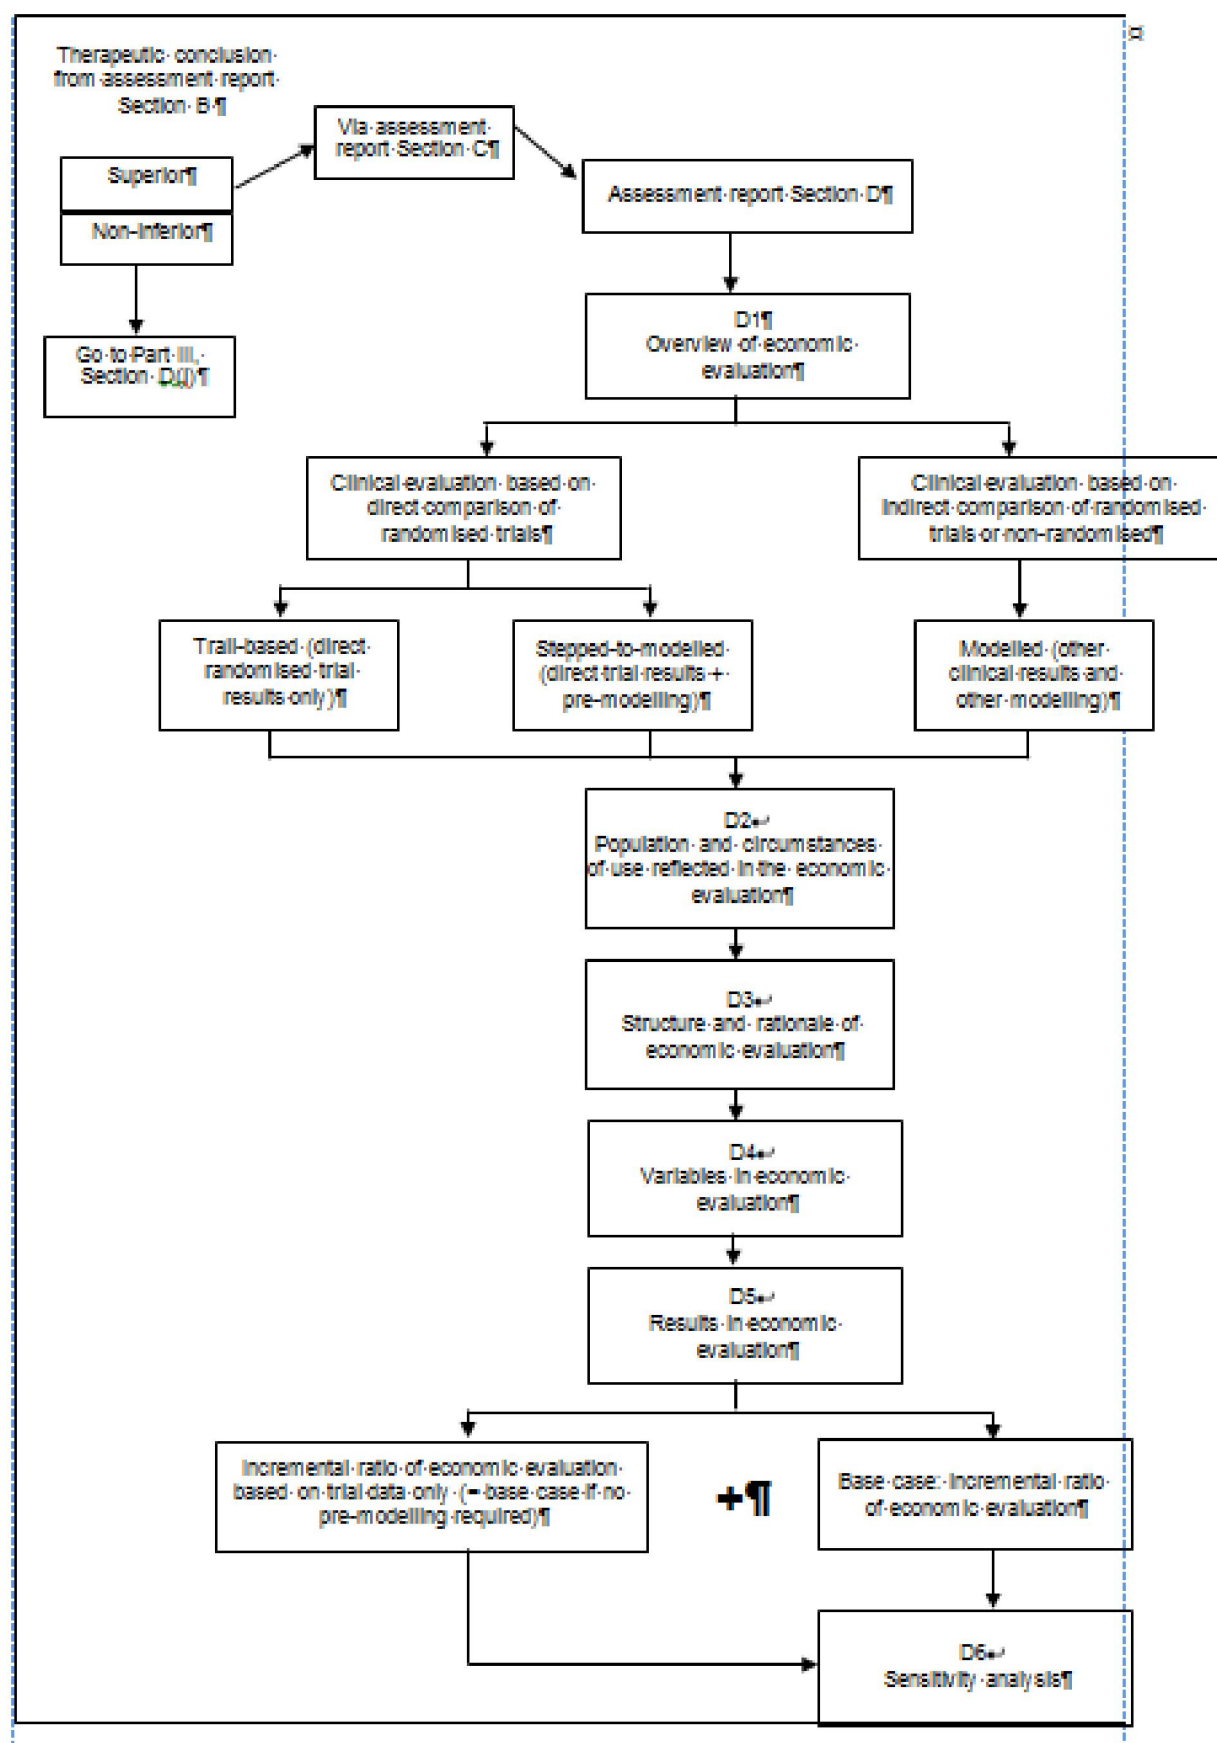 Therapeutic conclusion
from assessment report
Section B ¶
Via assessment
report Section C¶
Superior¶
Non-inferior¶
Assessment report Section D¶
Go to Part III,
Section D(i)¶
D1¶
Overview of economic
evaluation¶
Clinical evaluation based on
direct comparison of
randomised trials¶
Clinical evaluation based on
indirect comparison of randomised
trials or non-randomised¶
Trail-based (direct
randomised trial
results only)¶
Stepped-to-modelled
(direct trial results +
pre-modelling)¶
Modelled (other
clinical results and
other modelling)¶
D2↵
Population and circumstances
of use reflected in the economic
evaluation¶
D3↵
Structure and rationale of
economic evaluation¶
D4↵
Variables in economic
evaluation¶
D5↵
Results in economic
evaluation¶
Incremental ratio of economic evaluation
based on trial data only (= base case if no
pre-modelling required)¶
+¶
Base case: incremental ratio
of economic evaluation¶
D6↵
Sensitivity analysis¶